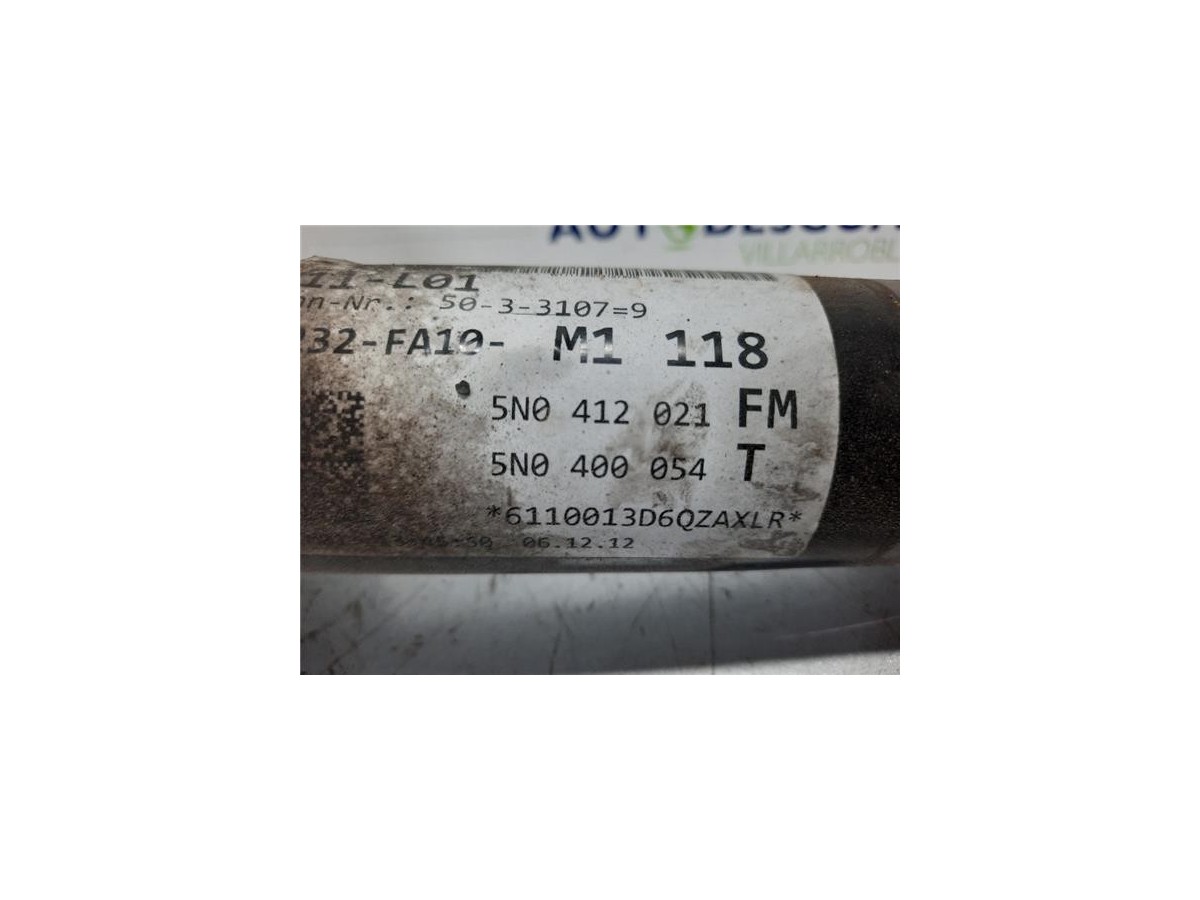 VILLARROBL
11-L01
50-3-3107=9
32-FA10- M1 118
5N0 412 021 FM
5N0 400 054 T
*6110013D6QZAXLR*
06.12.12